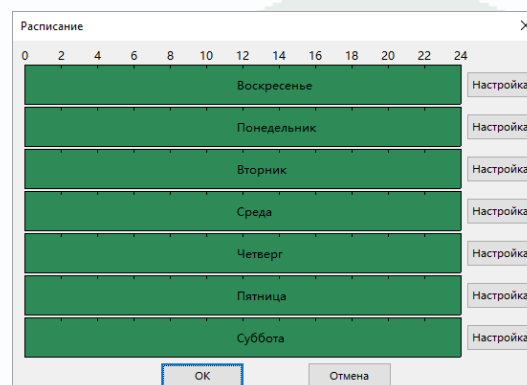 Расписание
0 2 4 6 8 10 12 14 16 18 20 22 24
Воскресенье Настройка
Понедельник Настройка
Вторник Настройка
Среда Настройка
Четверг Настройка
Пятница Настройка
Суббота Настройка
OK Отмена